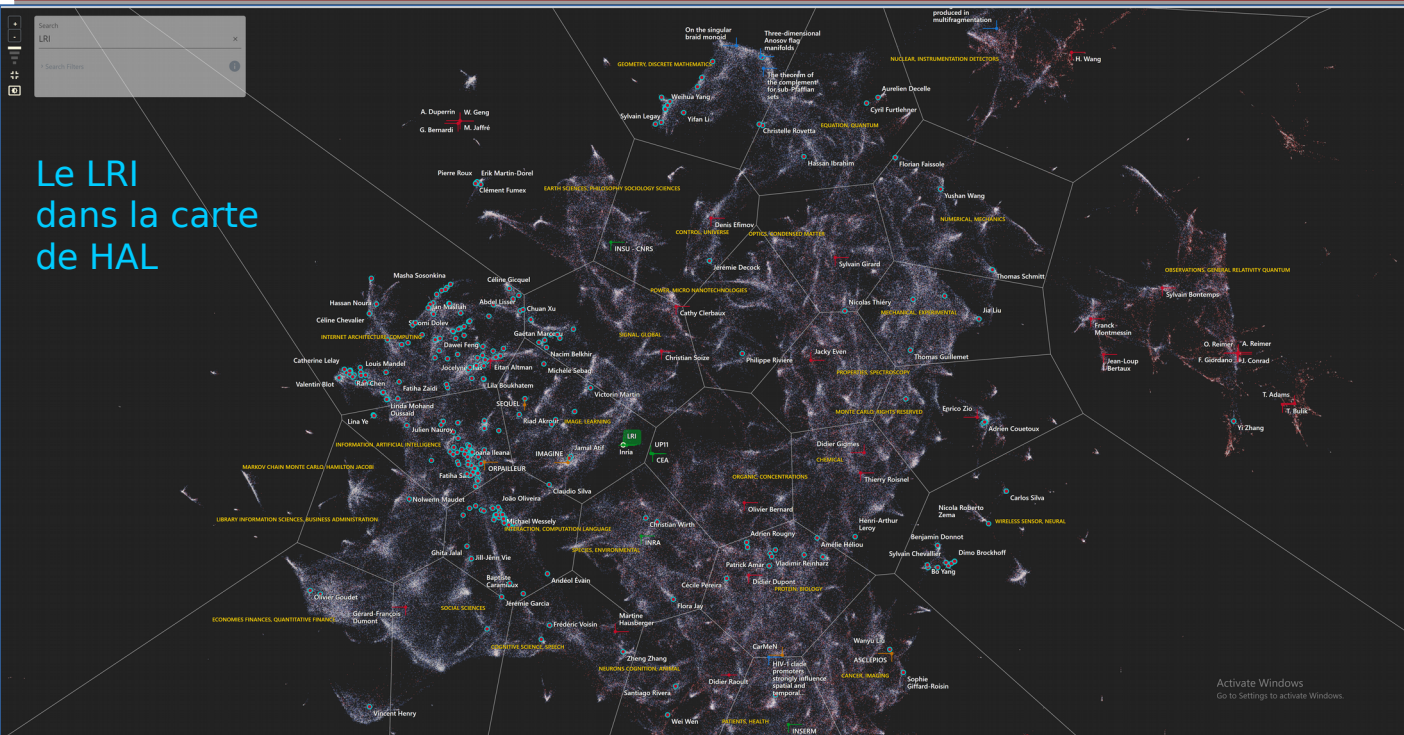 +
-
Search
LRI
×
+ Search Filters
i
Le LRI
dans la carte
de HAL
produced in
multifragmentation
On the singular
braid monoid
Three-dimensional
Anosov flag
manifolds
GEOMETRY, DISCRETE MATHEMATICS
NUCLEAR, INSTRUMENTATION DETECTORS
H. Wang
The theorem of
the complement
for sub-Pfaffian
sets
Aurelien Decelle
Weihua Yang
Cyril Furtlehner
A. Duperrin
W. Geng
Sylvain Legay
Yifan Li
G. Bernardi
M. Jaffré
Christelle Rovetta
EQUATION, QUANTUM
Hassan Ibrahim
Florian Faissole
Pierre Roux
Erik Martin-Dorel
Clément Fumex
EARTH SCIENCES, PHILOSOPHY SOCIOLOGY SCIENCES
Yushan Wang
NUMERICAL, MECHANICS
Denis Efimov
CONTROL, UNIVERSE
OPTICS, CONDENSED MATTER
INSU - CNRS
Jérémie Decock
Sylvain Girard
OBSERVATIONS, GENERAL RELATIVITY QUANTUM
Masha Sosonkina
Céline Gicquel
Thomas Schmitt
POWER, MICRO NANOTECHNOLOGIES
Sylvain Bontemps
Hassan Noura
Abdel Lisser
Chuan Xu
Nicolas Thiéry
Cathy Clerbaux
MECHANICAL, EXPERIMENTAL
Jia Liu
Céline Chevalier
Shlomi Dolev
Franck
Montmessin
INTERNET ARCHITECTURE, COMPUTING
SIGNAL, GLOBAL
Dawei Feng
O. Reimer
A. Reimer
Nacim Belkhir
Christian Soize
Philippe Rivière
Jacky Even
Thomas Guillemet
F. Giordano
J. Conrad
Catherine Lelay
Louis Mandel
Eitan Altman
Michèle Sebag
Jean-Loup
Bertaux
PROPERTIES, SPECTROSCOPY
Valentin Blot
Ran Chen
Fatiha Zaïdi
Lila Boukhatem
Victorin Martin
T. Adams
SEQUEL
Linda Mohand
Oussaïd
MONTE CARLO, RIGHTS RESERVED
Enrico Zio
T. Bulik
Lina Ye
Riad Akrour
IMAGE, LEARNING
Yi Zhang
Julien Nauroy
Adrien Couetoux
LRI
INFORMATION, ARTIFICIAL INTELLIGENCE
Jamal Atif
Inria
UP11
Didier Gigmes
IMAGINE
CEA
CHEMICAL
MARKOV CHAIN MONTE CARLO, HAMILTON JACOBI
ORPAILLEUR
ORGANIC, CONCENTRATIONS
Thierry Roisnel
Claudio Silva
Nolwenn Maudet
João Oliveira
Carlos Silva
Olivier Bernard
Nicola Roberto
Zema
LIBRARY INFORMATION SCIENCES, BUSINESS ADMINISTRATION
Michael Wessely
Christian Wirth
Henri-Arthur
Leroy
WIRELESS SENSOR, NEURAL
INTERACTION, COMPUTATION LANGUAGE
Adrien Rougny
Benjamin Donnot
INRA
Amélie Héliou
SPECIES, ENVIRONMENTAL
Ghita Jalal
Jill-Jênn Vie
Sylvain Chevallier
Dimo Brockhoff
Patrick Amar
Vladimir Reinharz
Bo Yang
Baptiste
Caramiaux
Andéol Évain
Cécile Pereira
Didier Dupont
PROTEIN, BIOLOGY
Olivier Goudet
Jérémie Garcia
Flora Jay
SOCIAL SCIENCES
Gérard-François
Dumont
ECONOMIES FINANCES, QUANTITATIVE FINANCE
Frédéric Voisin
Martine
Hausberger
COGNITIVE SCIENCE, SPEECH
CarMeN
Wanyu Liu
Zheng Zhang
ASCLEPIOS
NEURONS COGNITION, ANIMAL
HIV-1 clade
promoters
strongly influence
spatial and
temporal...
Didier Raoult
CANCER, IMAGING
Sophie
Giffard-Roisin
Santiago Rivera
Vincent Henry
Wei Wen
PATIENTS, HEALTH
INSERM
Activate Windows
Go to Settings to activate Windows.